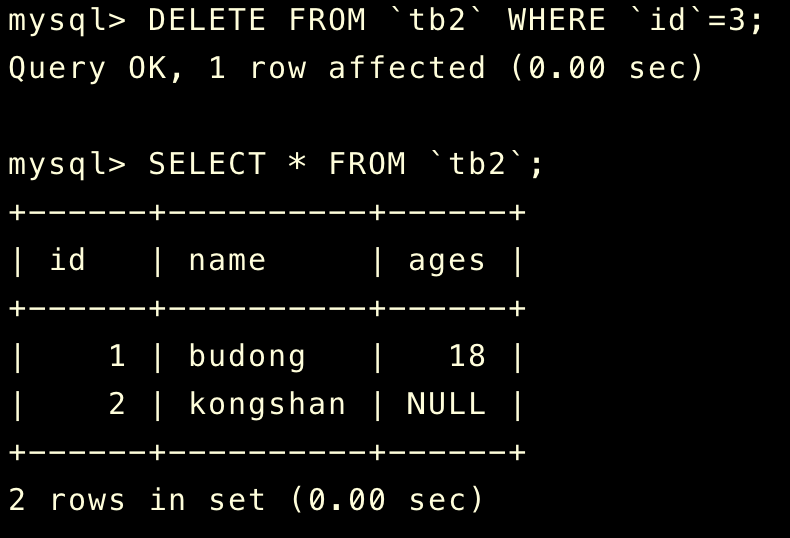 mysql> DELETE FROM `tb2` WHERE `id`=3;
Query OK, 1 row affected (0.00 sec)

mysql> SELECT * FROM `tb2`;
+------+----------+------+
| id   | name     | ages |
+------+----------+------+
|    1 | budong   |   18 |
|    2 | kongshan | NULL |
+------+----------+------+
2 rows in set (0.00 sec)